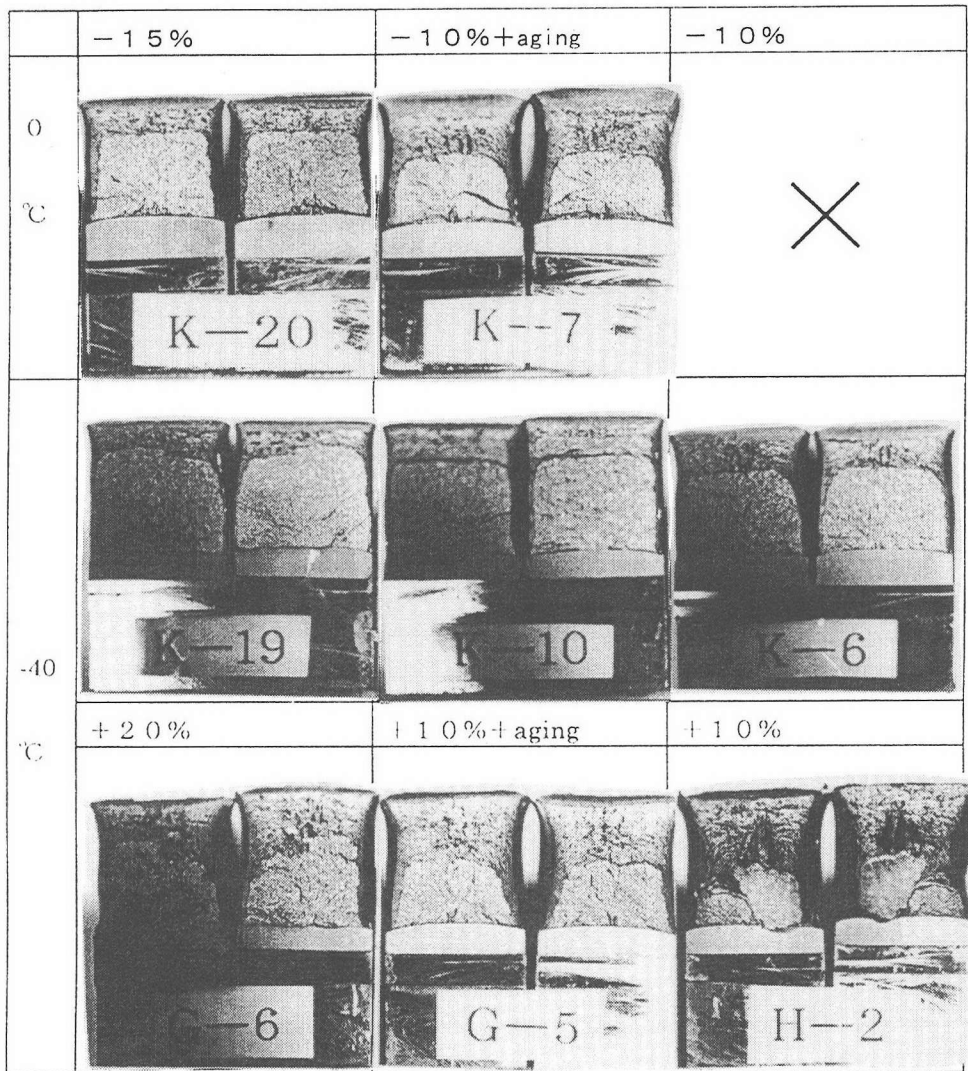 －15%
－10%+aging
－10%
0
℃
K—20
K--7
K—19
K—10
K—6
-40
℃
+20%
+10%+aging
+10%
G—6
G—5
H--2